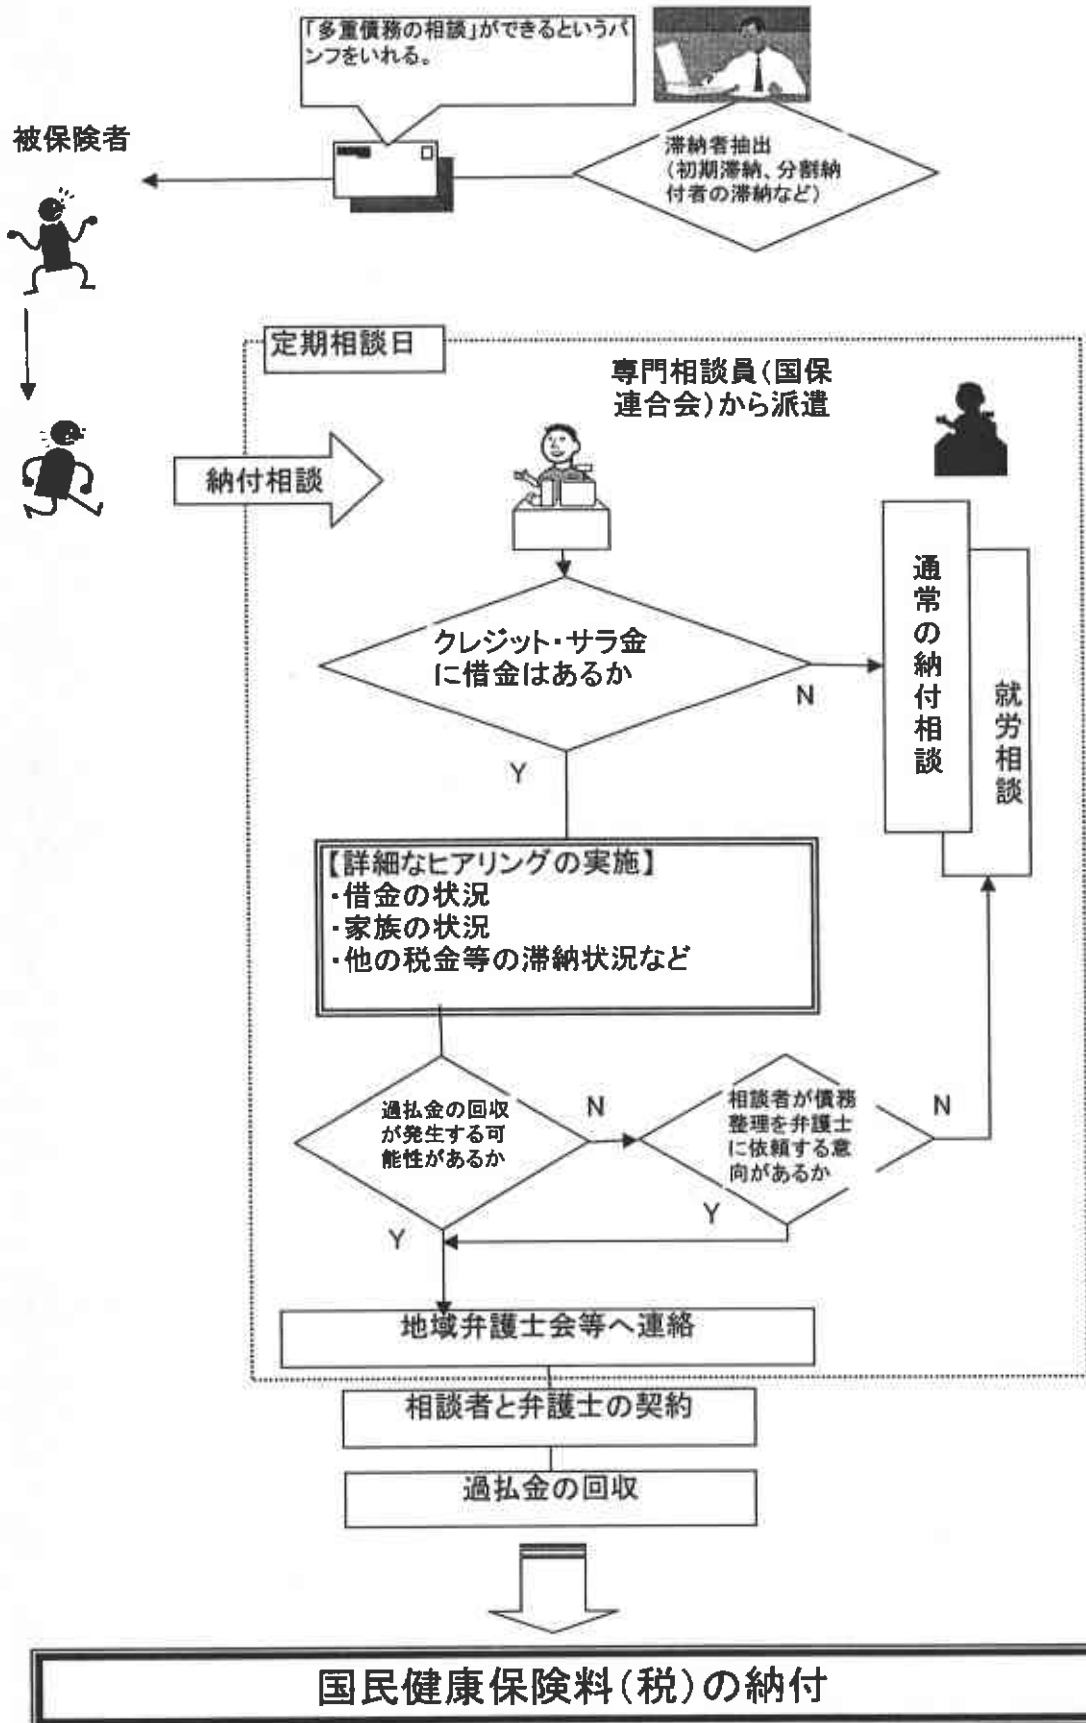 「多重債務の相談」ができるというパ
ンフをいれる。
被保険者
滞納者抽出
(初期滞納、分割納
付者の滞納など)
定期相談日
専門相談員(国保
連合会)から派遣
納付相談
クレジット・サラ金
に借金はあるか
N
Y
通常の納付相談
就労相談
【詳細なヒアリングの実施】
・借金の状況
・家族の状況
・他の税金等の滞納状況など
過払金の回収
が発生する可
能性があるか
N
Y
相談者が債務
整理を弁護士
に依頼する意
向があるか
N
Y
地域弁護士会等へ連絡
相談者と弁護士の契約
過払金の回収
国民健康保険料(税)の納付